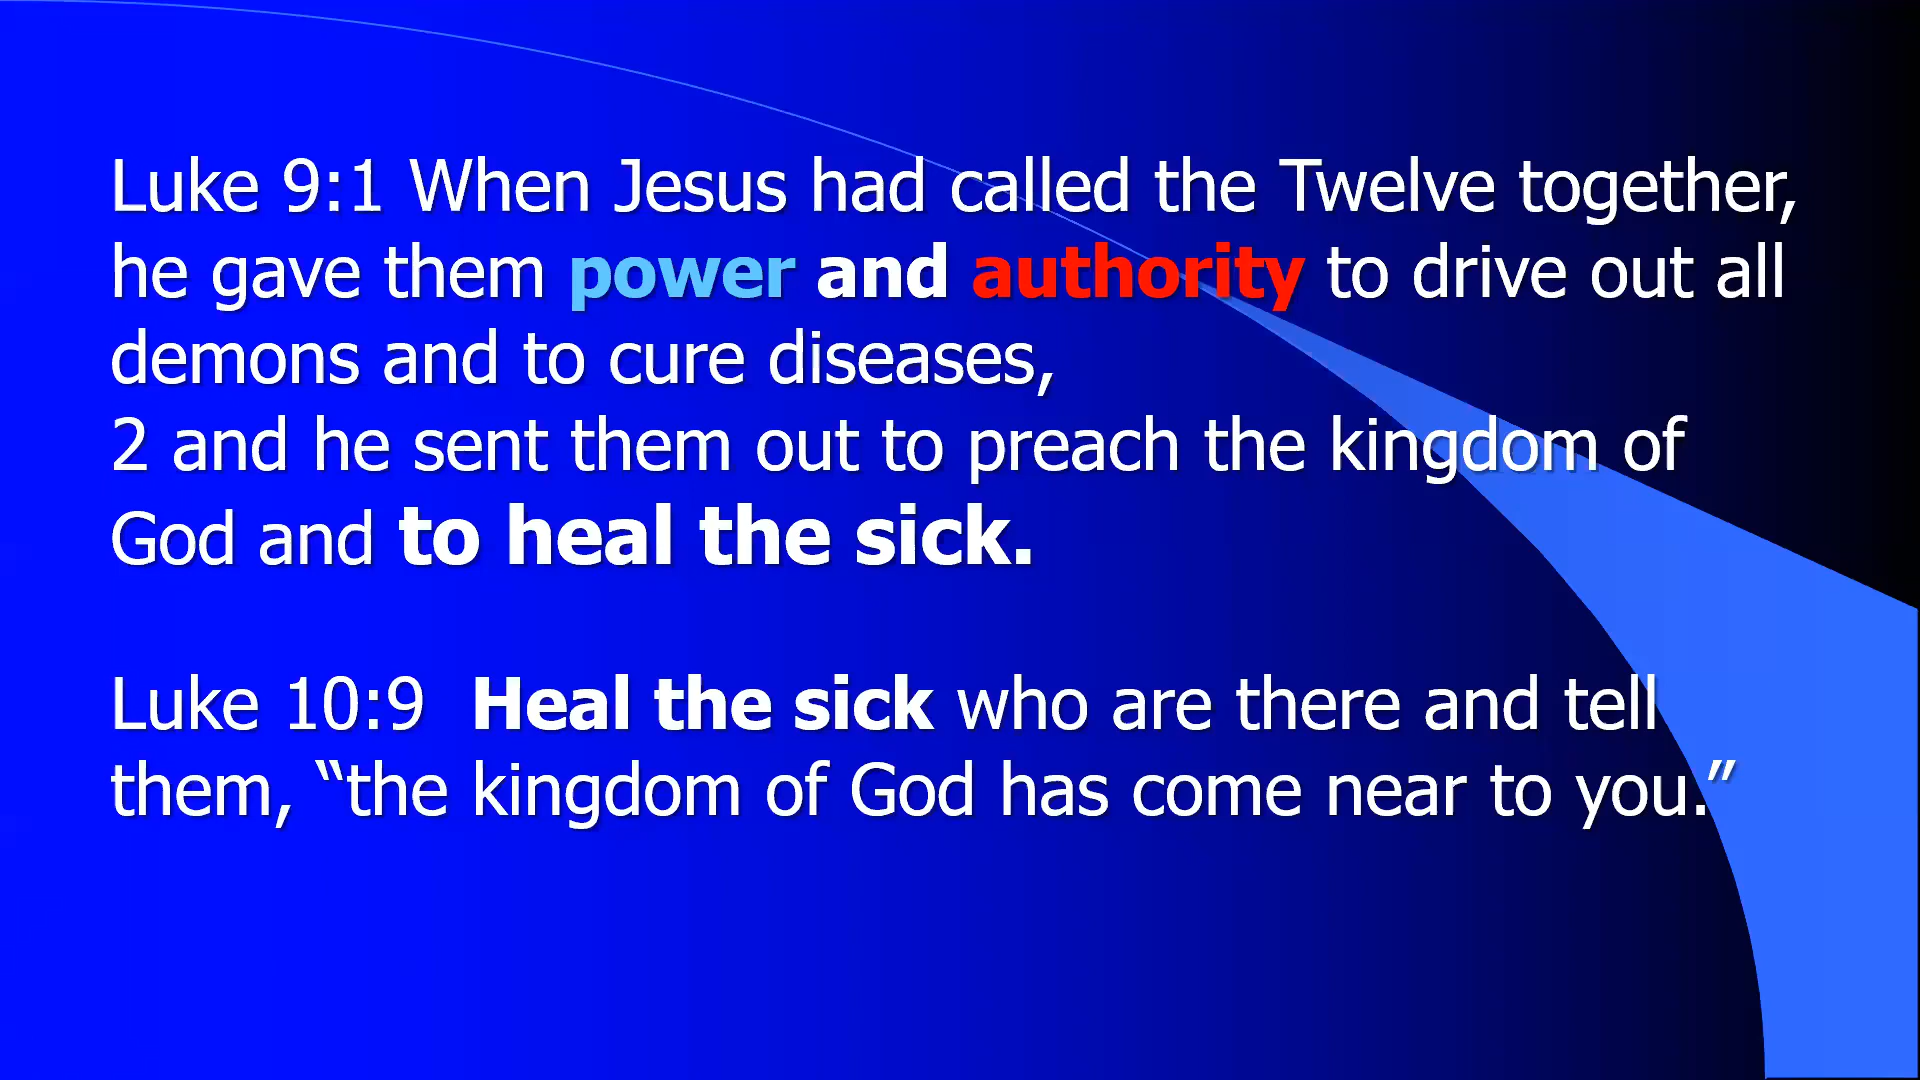 Luke 9:1 When Jesus had called the Twelve together,
he gave them power and authority to drive out all
demons and to cure diseases,
2 and he sent them out to preach the kingdom of
God and to heal the sick.
Luke 10:9  Heal the sick who are there and tell
them, “the kingdom of God has come near to you.”